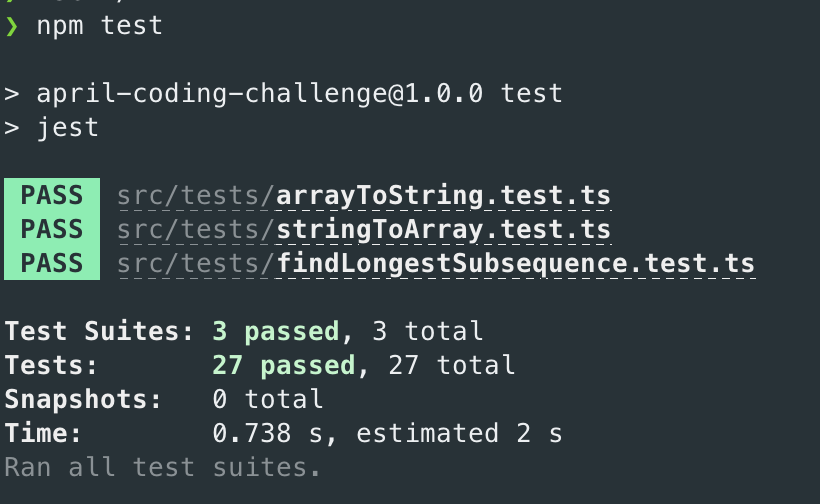 ❯ npm test
> april-coding-challenge@1.0.0 test
> jest
PASS src/tests/arrayToString.test.ts
PASS src/tests/stringToArray.test.ts
PASS src/tests/findLongestSubsequence.test.ts
Test Suites: 3 passed, 3 total
Tests: 27 passed, 27 total
Snapshots: 0 total
Time: 0.738 s, estimated 2 s
Ran all test suites.